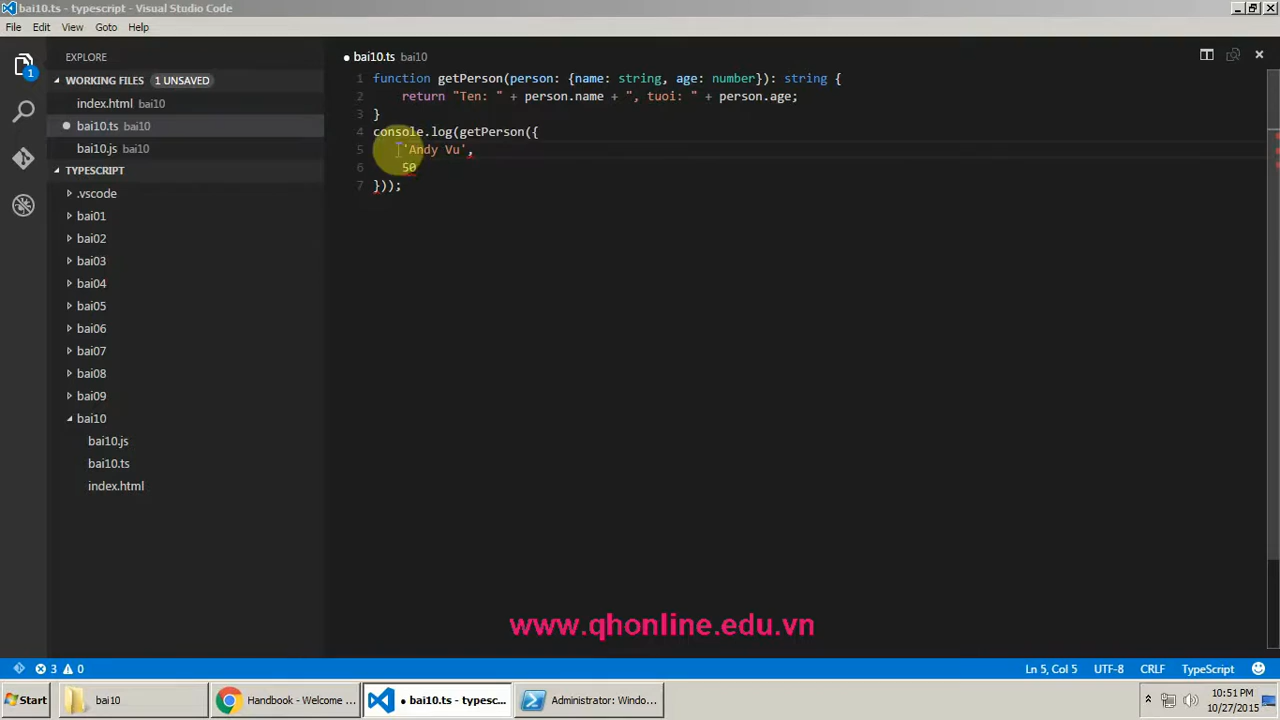 bai10.ts - typescript - Visual Studio Code
File Edit View Goto Help
EXPLORE
WORKING FILES 1 UNSAVED
index.html bai10
bai10.ts bai10
bai10.js bai10
TYPESCRIPT
.vscode
bai01
bai02
bai03
bai04
bai05
bai06
bai07
bai08
bai09
bai10
bai10.js
bai10.ts
index.html
1
● bai10.ts bai10
1 function getPerson(person: {name: string, age: number}): string {
2 return "Ten: " + person.name + ", tuoi: " + person.age;
3 }
4 console.log(getPerson({
5 'Andy Vu',
6 50
7 }));
www.qhonline.edu.vn
3 0
Ln 5, Col 5 UTF-8 CRLF TypeScript
Start bai10 Handbook - Welcome ... ● bai10.ts - typesc... Administrator: Windo...
10:51 PM
10/27/2015